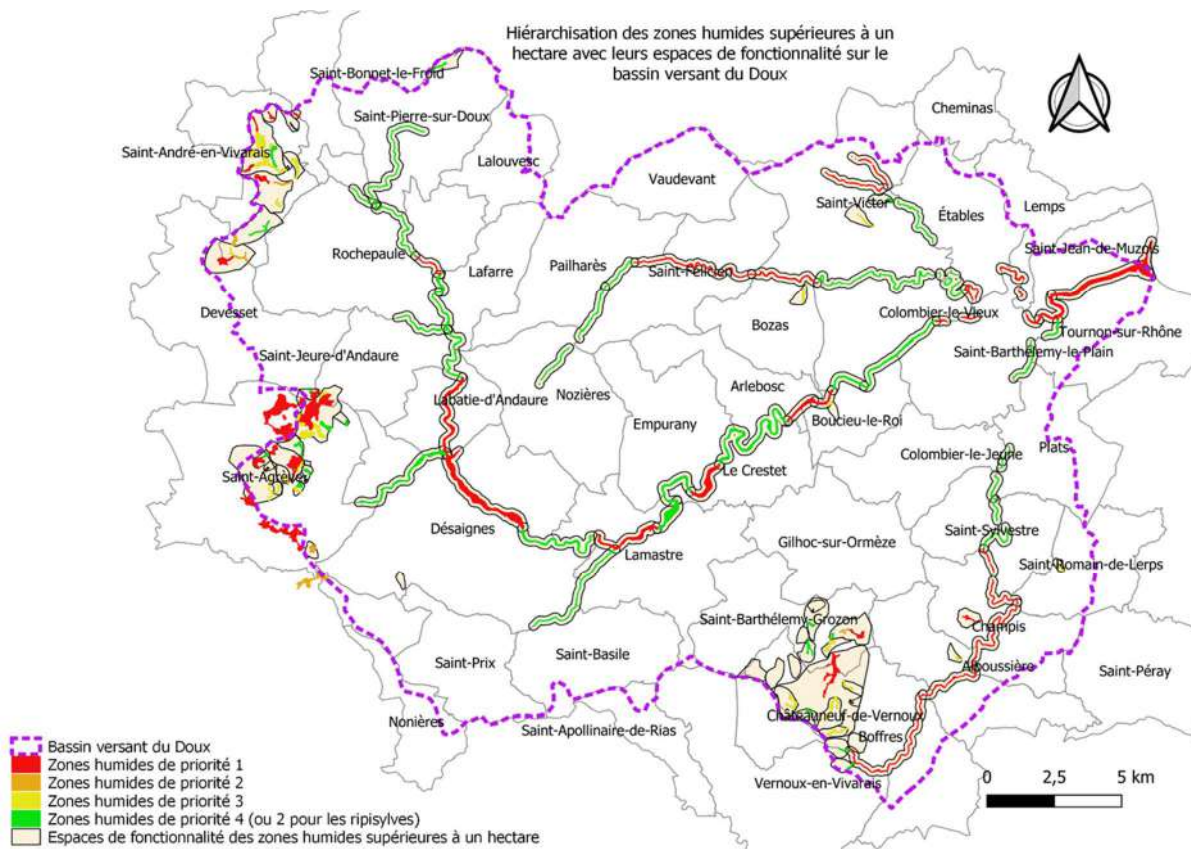 Hiérarchisation des zones humides supérieures à un
hectare avec leurs espaces de fonctionnalité sur le
bassin versant du Doux
Saint-Bonnet-le-Froid
Cheminas
Saint-Pierre-sur-Doux
Saint-André-en-Vivarais
Lalouvesc
Vaudevant
Saint-Victor
Étables
Lemps
Saint-Jean-de-Muzols
Rochepaule
Lafarre
Pailharès
Saint-Félicien
Devesset
Colombier-le-Vieux
Bozas
Tournon-sur-Rhône
Saint-Barthélemy-le-Plain
Saint-Jeure-d'Andaure
Arlebosc
Labatie-d'Andaure
Nozières
Empurany
Boucieu-le-Roi
Plats
Colombier-le-Jeune
Saint-Agrève
Le Crestet
Désaignes
Saint-Sylvestre
Gilhoc-sur-Ormèze
Lamastre
Saint-Romain-de-Lerps
Saint-Barthélemy-Grozon
Champis
Saint-Prix
Saint-Basile
Alboussière
Saint-Péray
Châteauneuf-de-Vernoux
Nonières
Saint-Apollinaire-de-Rias
Boffres
Vernoux-en-Vivarais
Bassin versant du Doux
Zones humides de priorité 1
Zones humides de priorité 2
Zones humides de priorité 3
Zones humides de priorité 4 (ou 2 pour les ripisylves)
Espaces de fonctionnalité des zones humides supérieures à un hectare
0 2,5 5 km